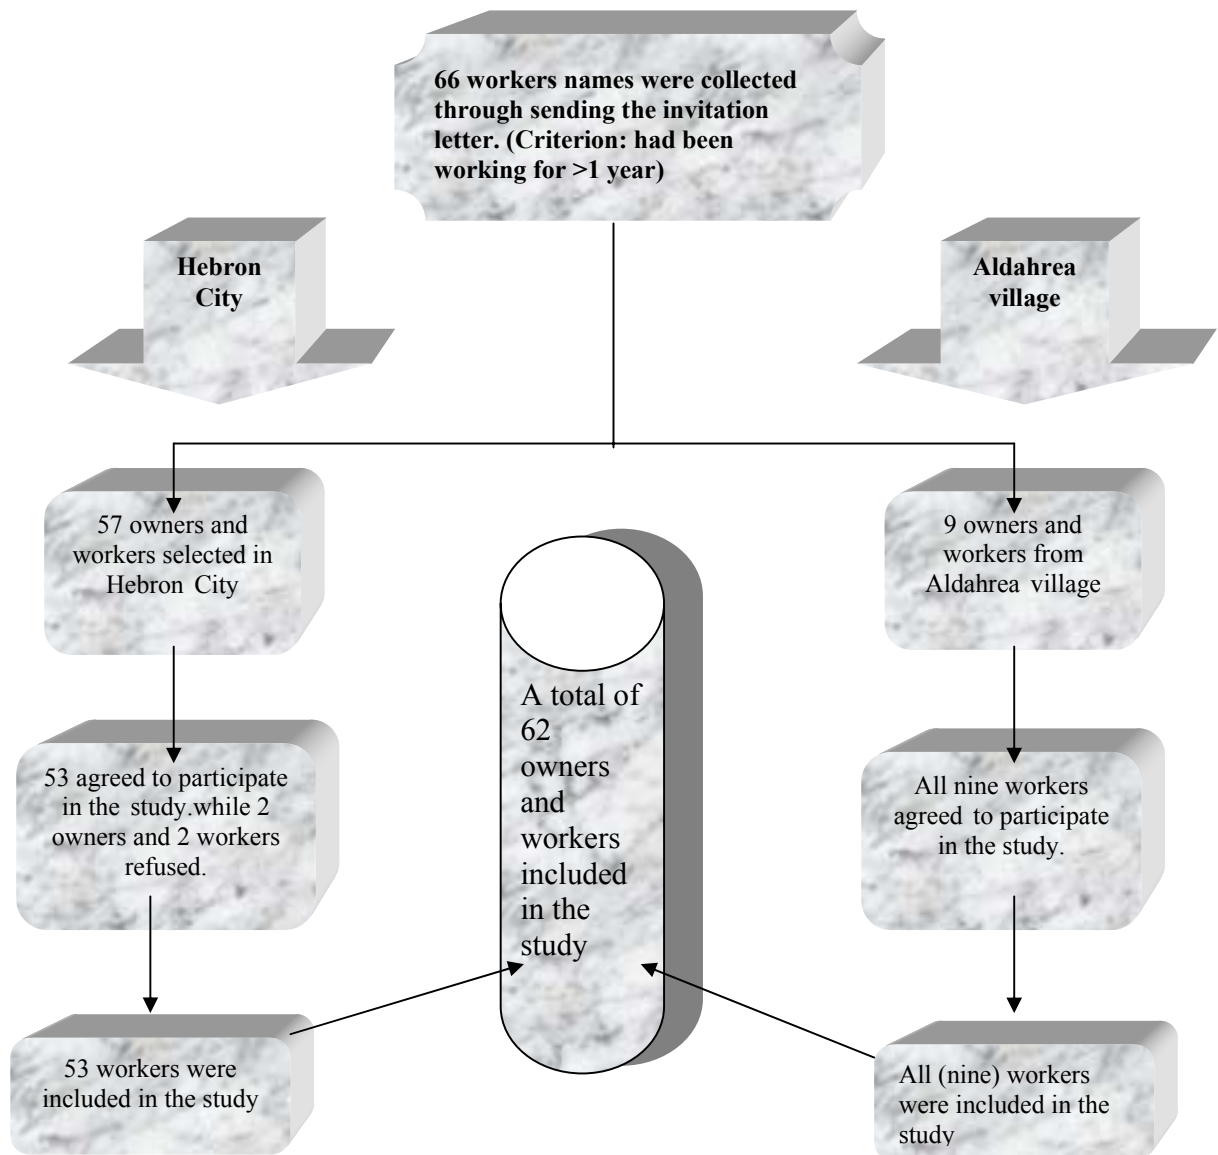 66 workers names were collected
through sending the invitation
letter. (Criterion: had been
working for >1 year)
Hebron
City
Aldahrea
village
57 owners and
workers selected in
Hebron City
9 owners and
workers from
Aldahrea village
53 agreed to participate
in the study.while 2
owners and 2 workers
refused.
A total of
62
owners
and
workers
included
in the
study
All nine workers
agreed to participate
in the study.
53 workers were
included in the study
All (nine) workers
were included in the
study